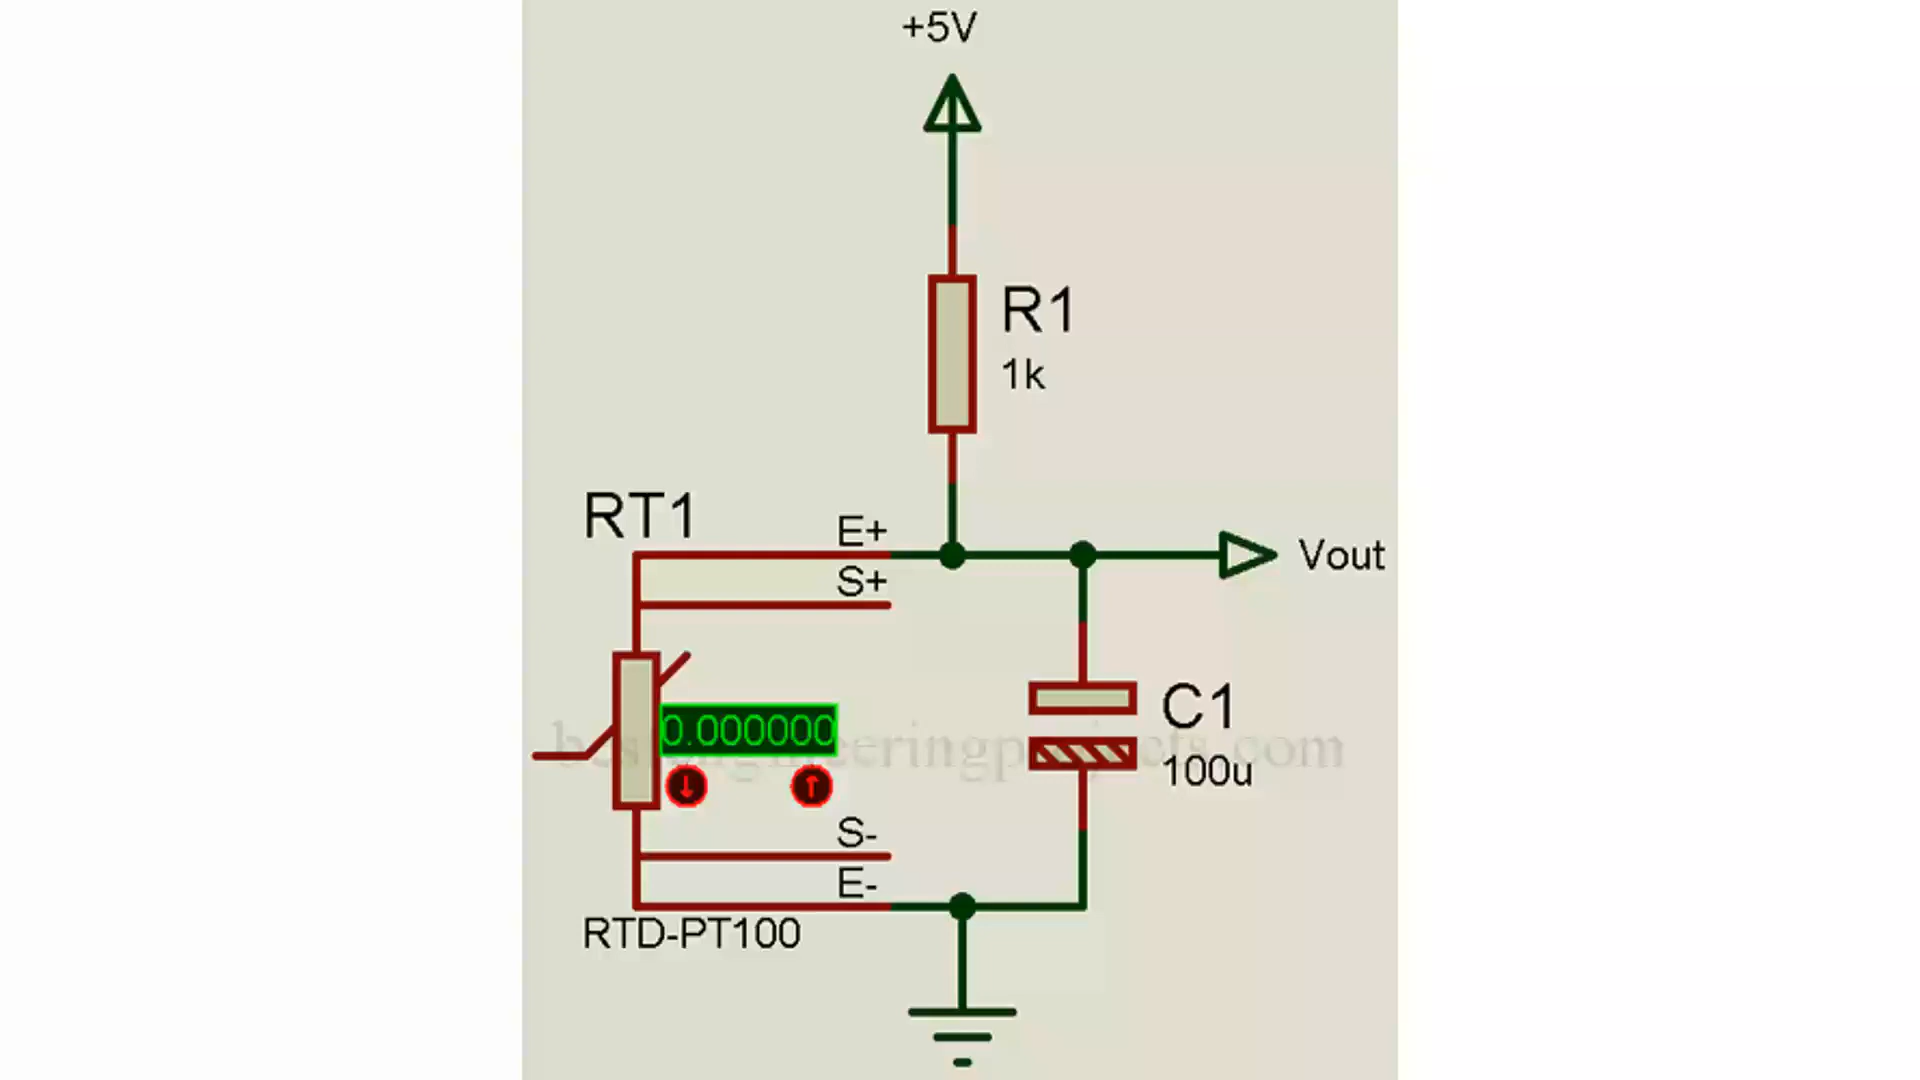 +5V
R1
1k
RT1
E+
S+
Vout
0.000000
C1
100u
S-
E-
RTD-PT100